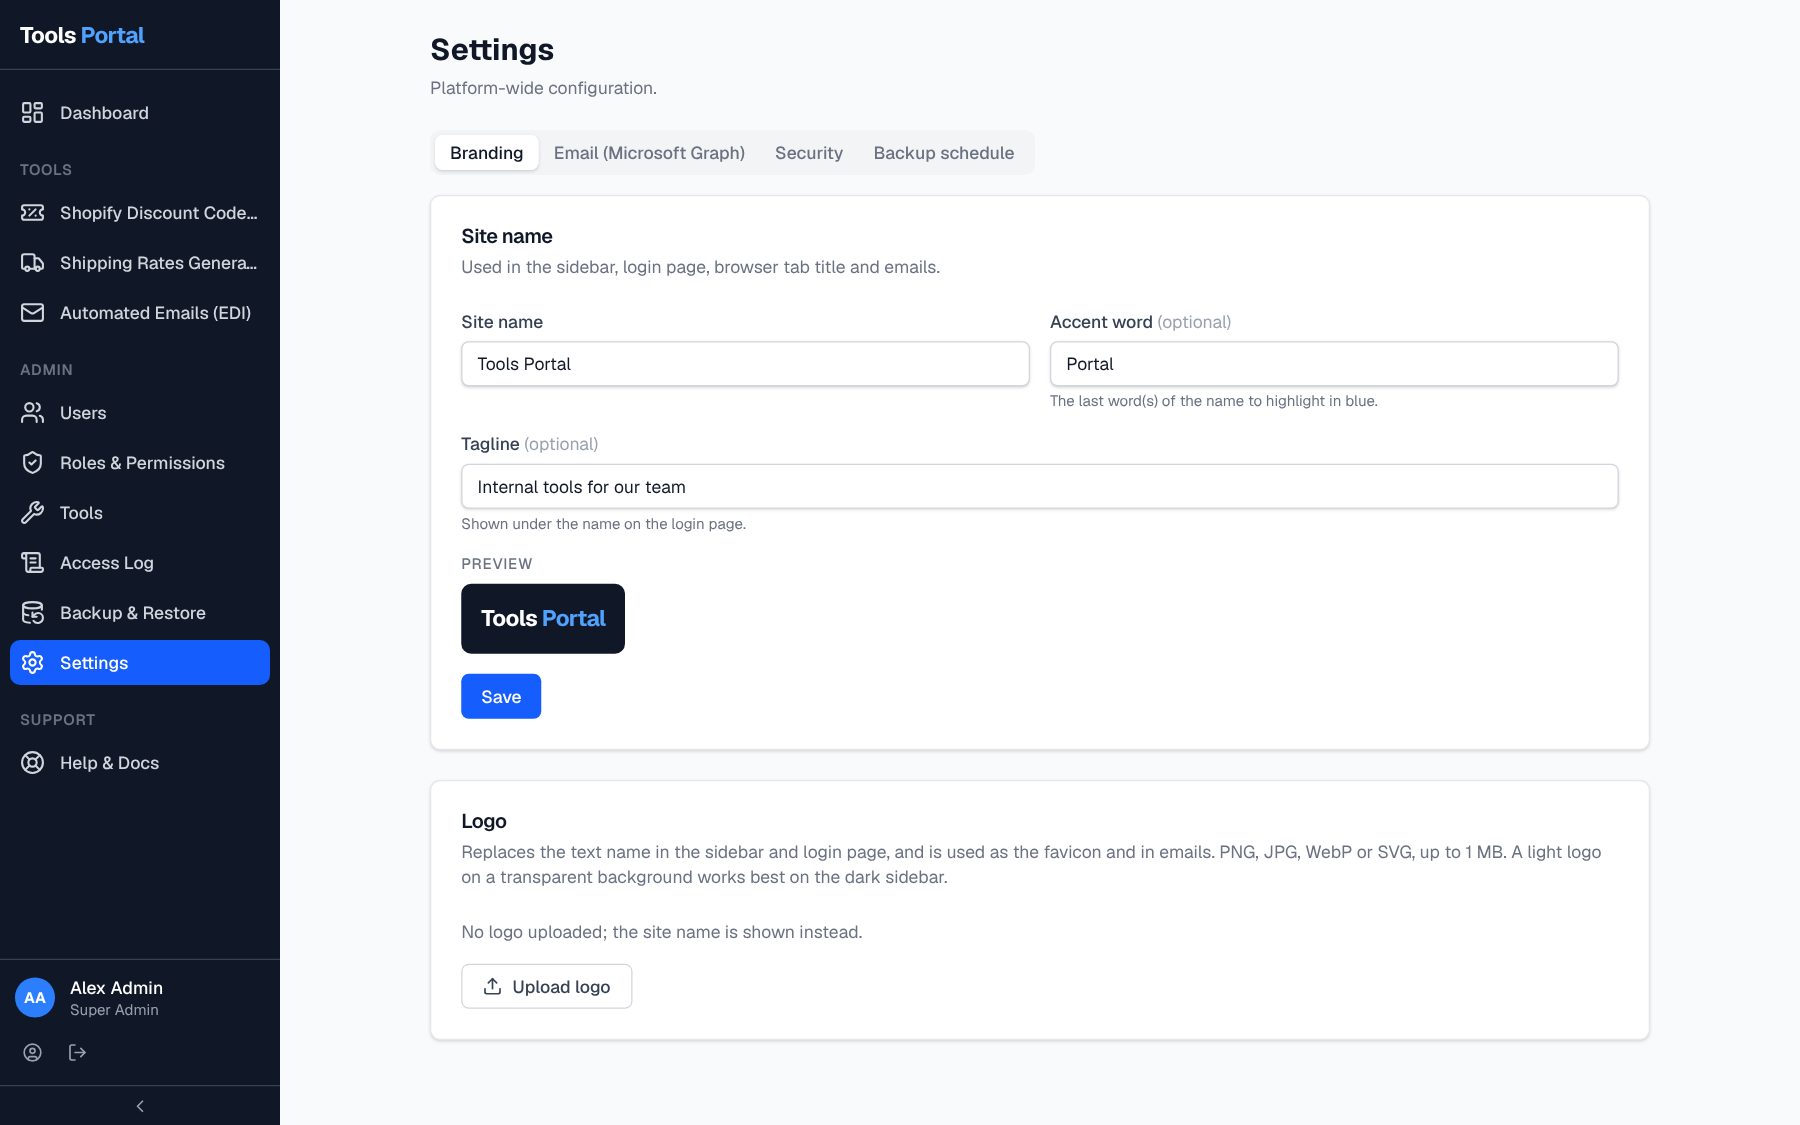 Tools Portal
Dashboard
TOOLS
Shopify Discount Code...
Shipping Rates Genera...
Automated Emails (EDI)
ADMIN
Users
Roles & Permissions
Tools
Access Log
Backup & Restore
Settings
SUPPORT
Help & Docs
AA
Alex Admin
Super Admin
Settings
Platform-wide configuration.
Branding
Email (Microsoft Graph)
Security
Backup schedule
Site name
Used in the sidebar, login page, browser tab title and emails.
Site name
Tools Portal
Accent word (optional)
Portal
The last word(s) of the name to highlight in blue.
Tagline (optional)
Internal tools for our team
Shown under the name on the login page.
PREVIEW
Tools Portal
Save
Logo
Replaces the text name in the sidebar and login page, and is used as the favicon and in emails. PNG, JPG, WebP or SVG, up to 1 MB. A light logo
on a transparent background works best on the dark sidebar.
No logo uploaded; the site name is shown instead.
Upload logo